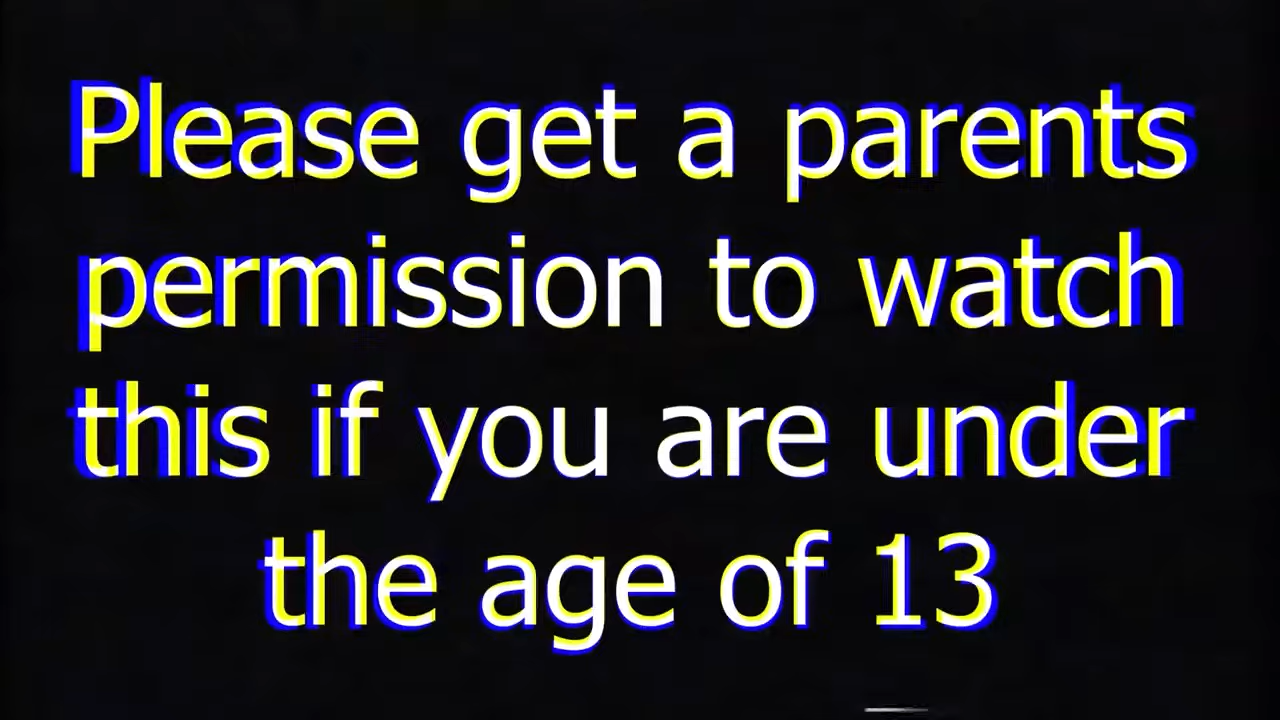 Please get a parents
permission to watch
this if you are under
the age of 13